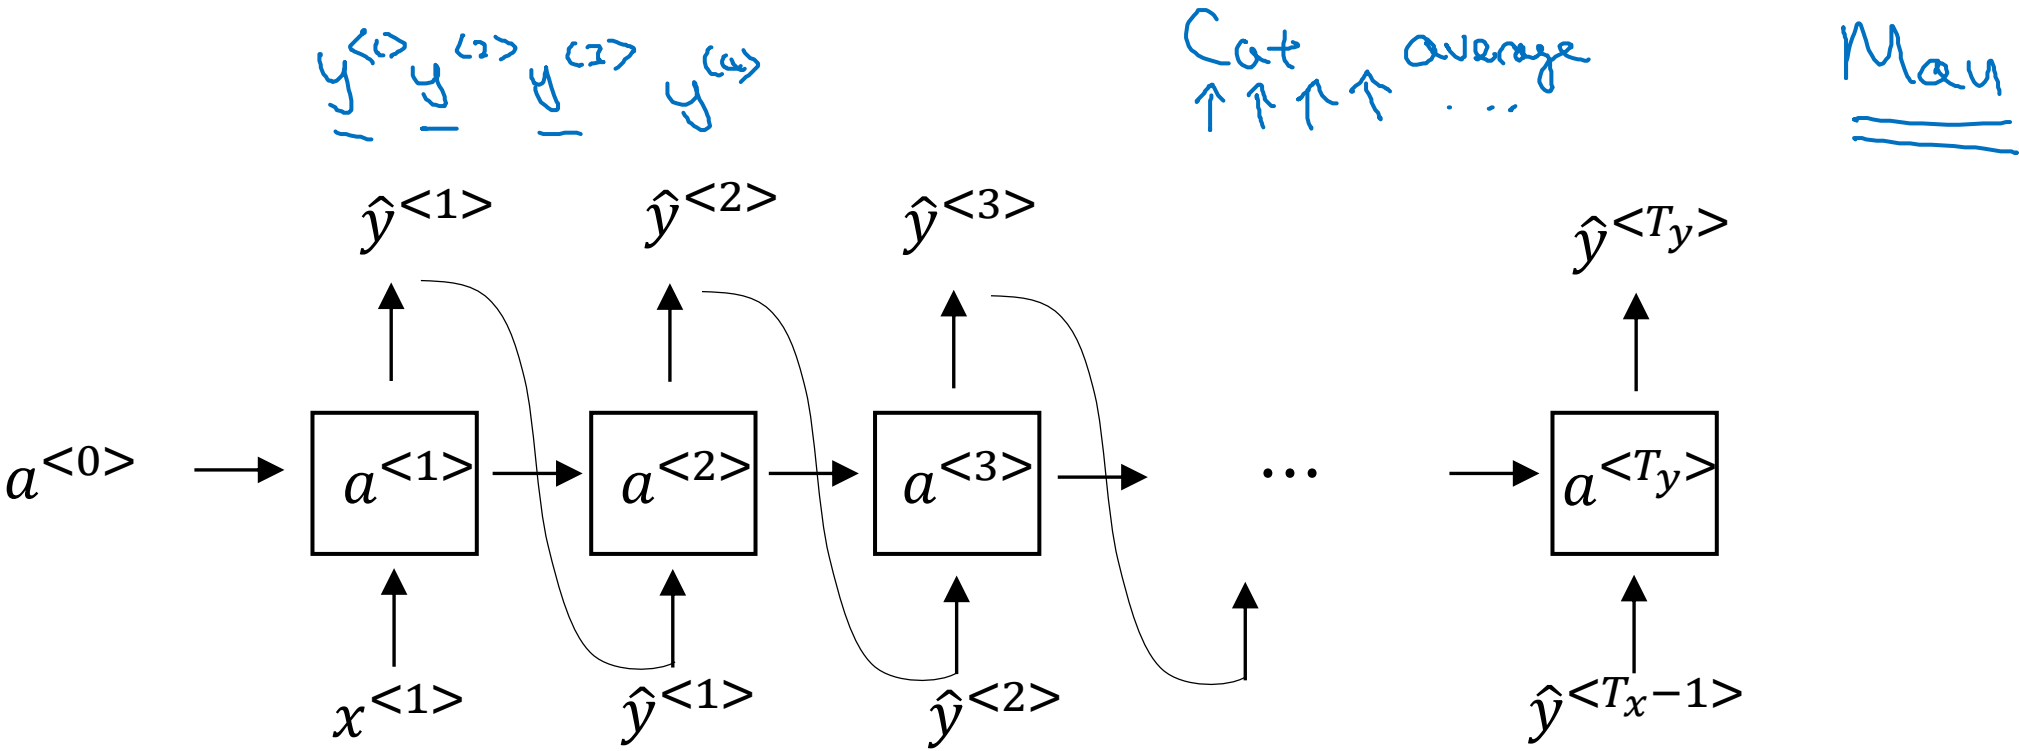 y<1> y<2> y<3> y<4> Cat average Mau
↑ ↑ ↑ ↑ ...
ŷ<1> ŷ<2> ŷ<3> ŷ<Ty>
a<0> a<1> a<2> a<3> ... a<Ty>
x<1> ŷ<1> ŷ<2> ŷ<Tx−1>